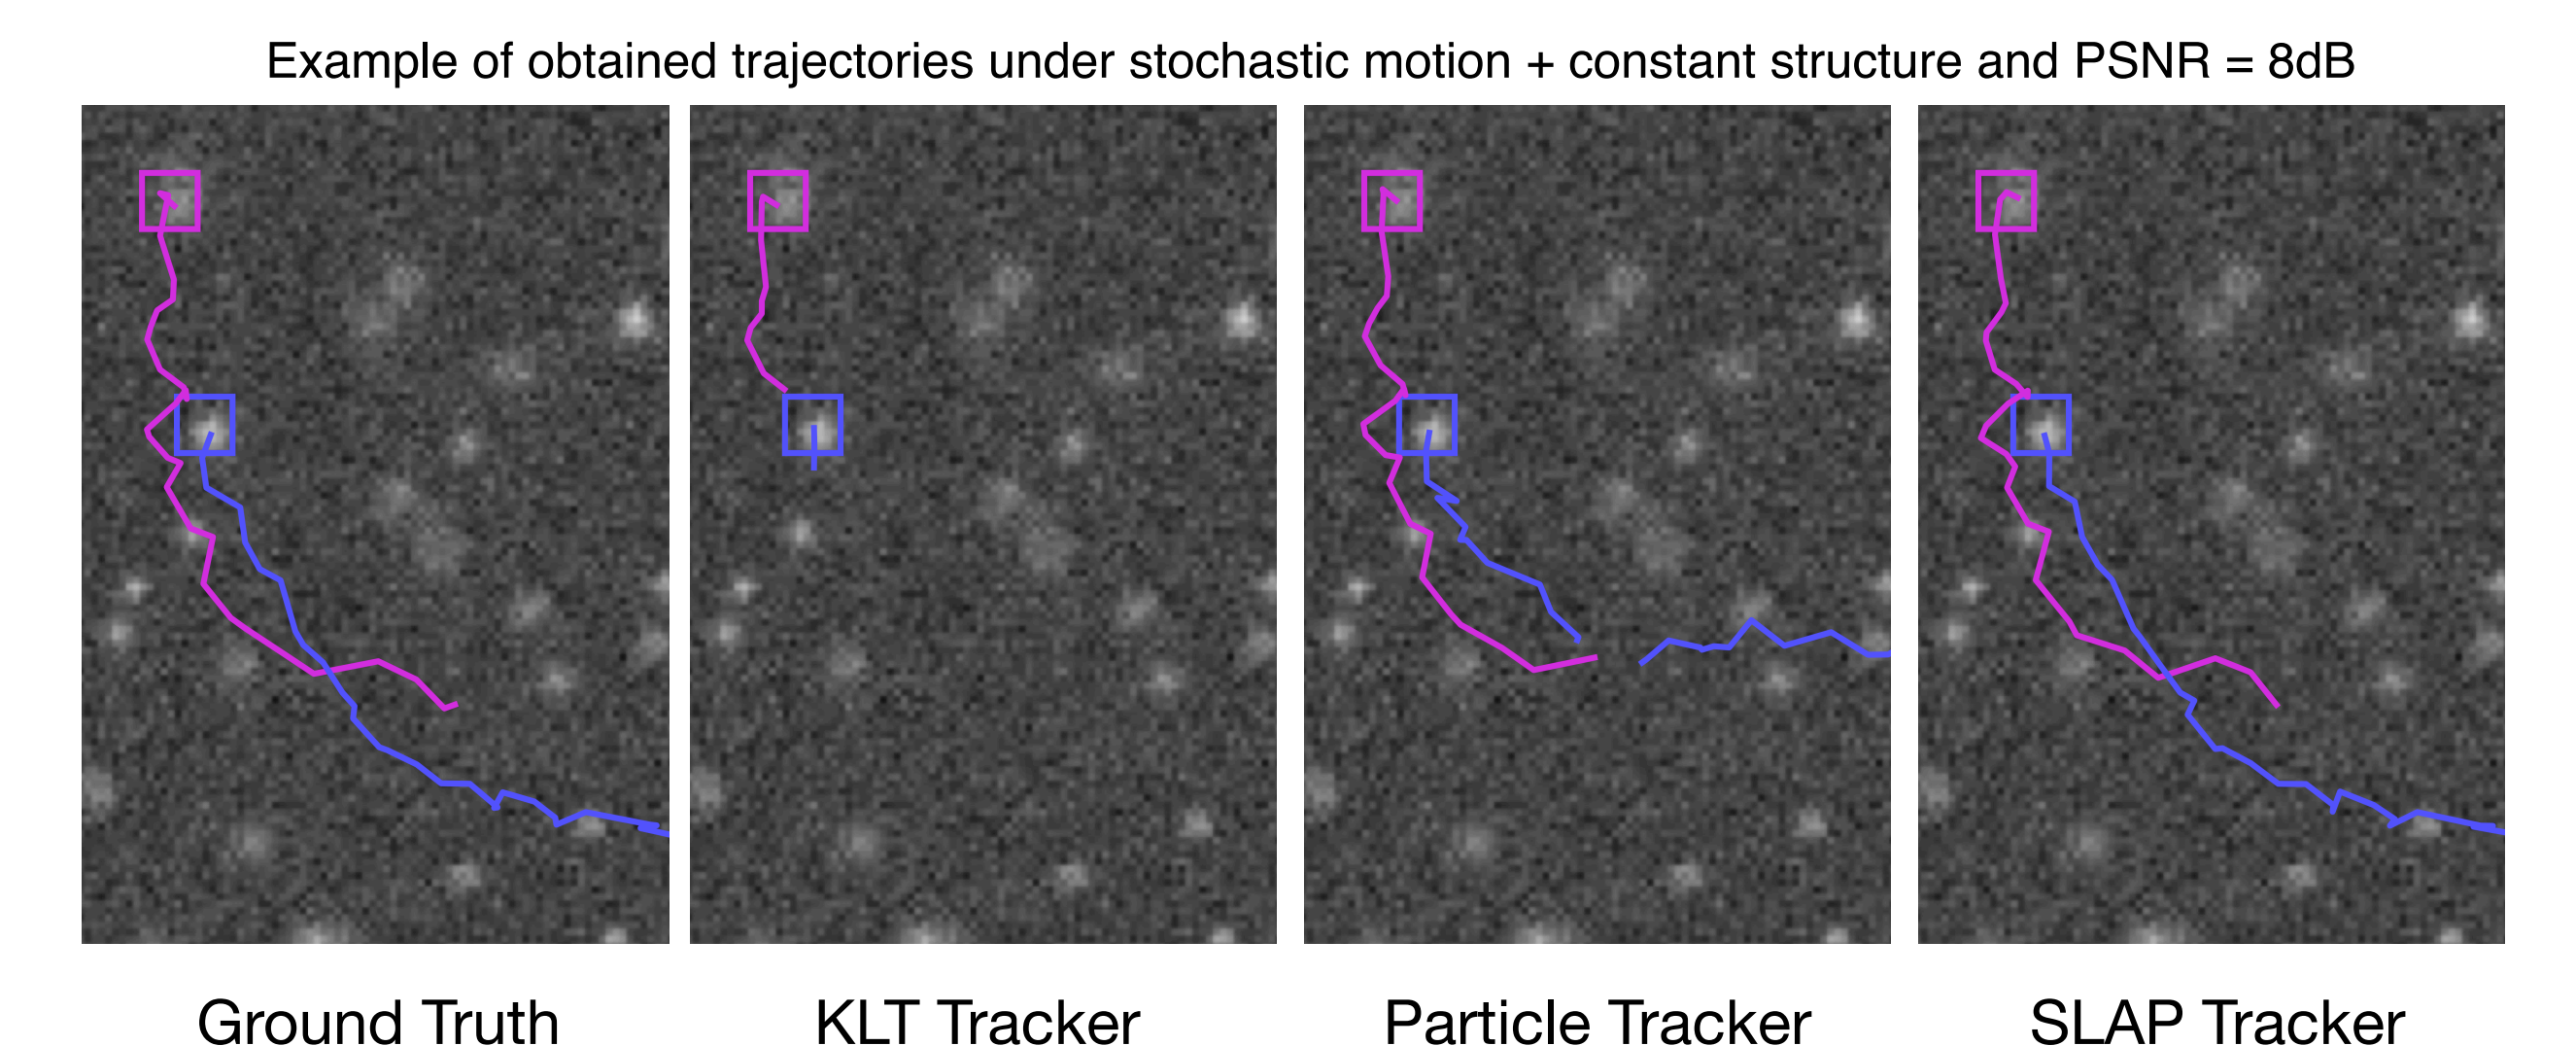 Example of obtained trajectories under stochastic motion + constant structure and PSNR = 8dB
Ground Truth
KLT Tracker
Particle Tracker
SLAP Tracker